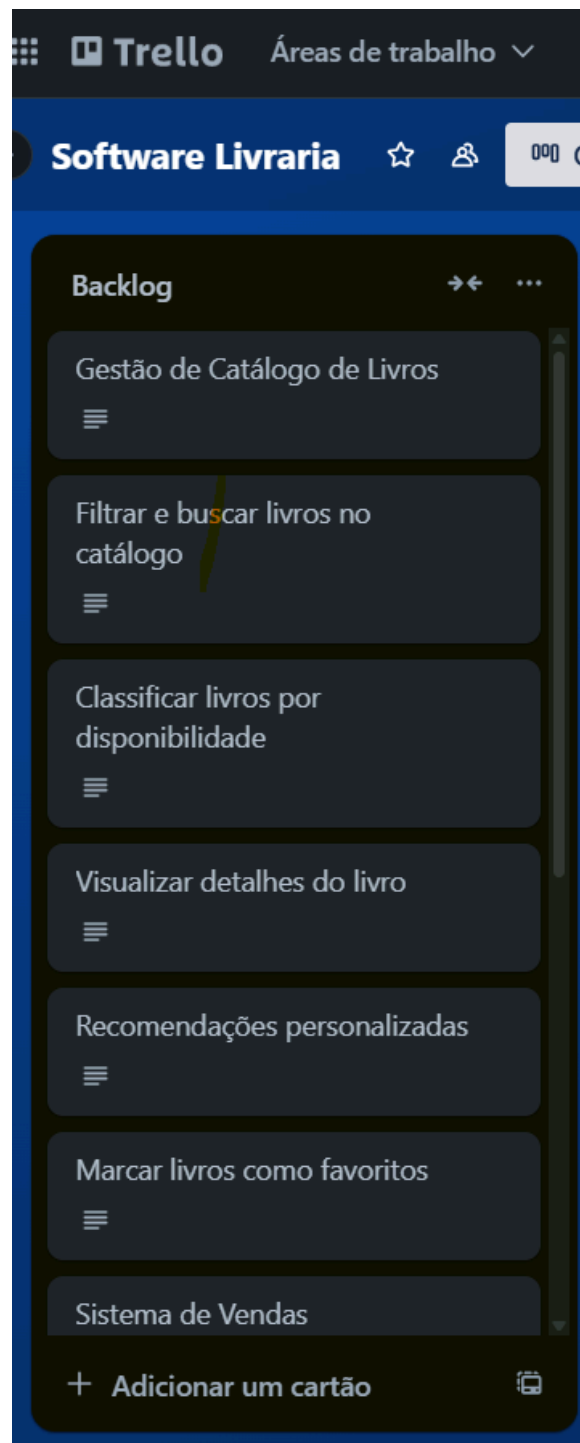 Trello Áreas de trabalho
Software Livraria
Backlog
Gestão de Catálogo de Livros
Filtrar e buscar livros no
catálogo
Classificar livros por
disponibilidade
Visualizar detalhes do livro
Recomendações personalizadas
Marcar livros como favoritos
Sistema de Vendas
+ Adicionar um cartão